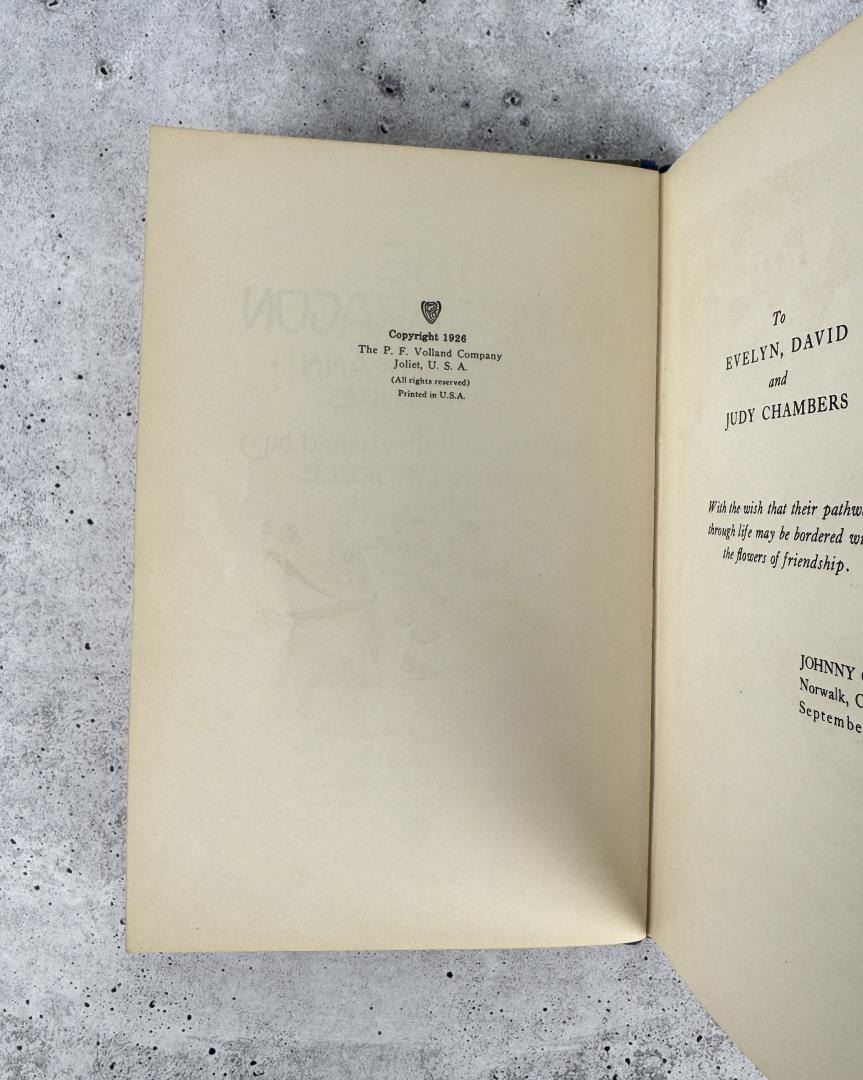 Copyright 1926
The P. F. Volland Company
Joliet, U. S. A.
(All rights reserved)
Printed in U.S.A.
To
EVELYN, DAVID
and
JUDY CHAMBERS
With the wish that their
through life may be bordered
the flowers of friendship.
JOHNNY
Norwalk,